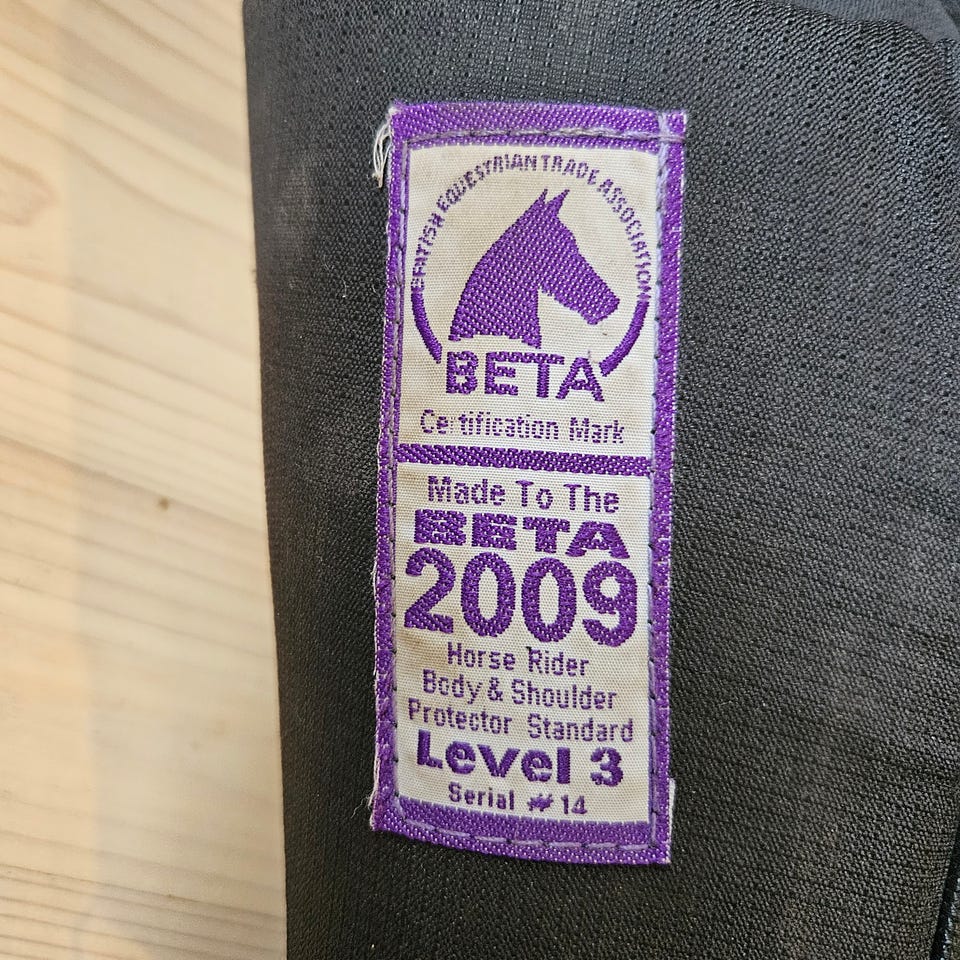 BRITISH EQUESTRIAN TRADE ASSOCIATION
BETA
Certification Mark
Made To The
BETA
2009
Horse Rider
Body & Shoulder
Protector Standard
Level 3
Serial # 14